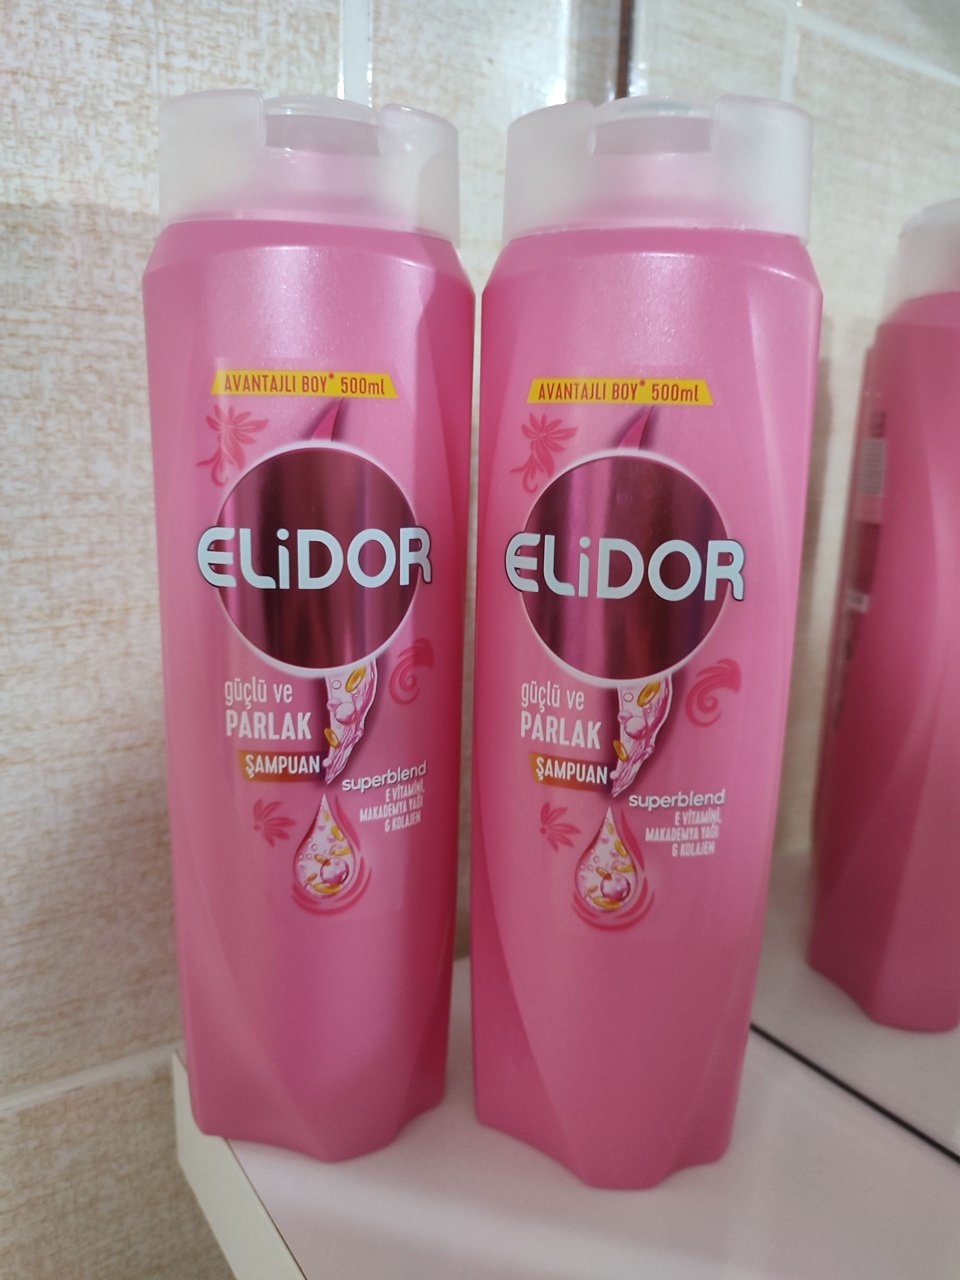 AVANTAJLI BOY* 500ml
ELiDOR
güçlü ve
PARLAK
ŞAMPUAN
superblend
E VİTAMİNİ,
MAKADEMYA YAĞI
& KOLAJEN
AVANTAJLI BOY* 500ml
ELiDOR
güçlü ve
PARLAK
ŞAMPUAN
superblend
E VİTAMİNİ,
MAKADEMYA YAĞI
& KOLAJEN